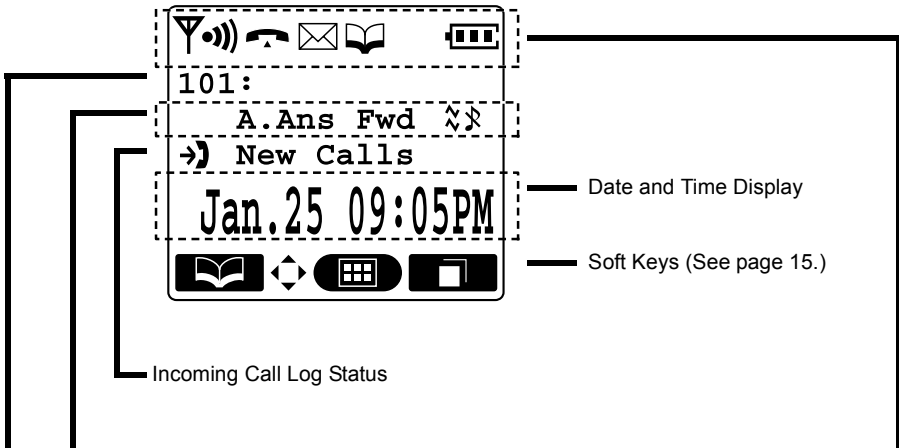 101:
A.Ans Fwd
New Calls
Jan.25 09:05PM
Date and Time Display
Soft Keys (See page 15.)
Incoming Call Log Status